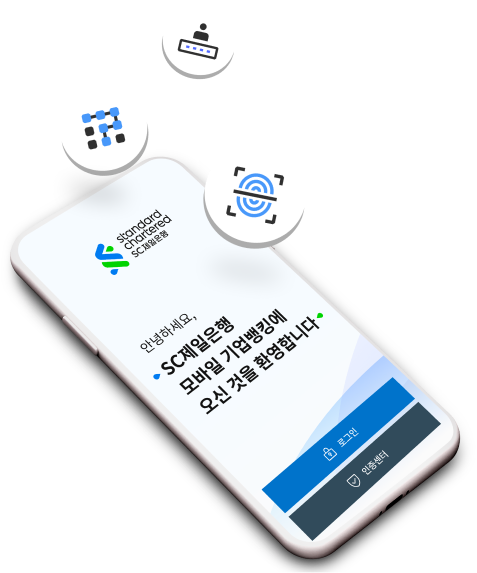 standard
chartered
SC제일은행
안녕하세요,
SC제일은행
모바일 기업뱅킹에
오신 것을 환영합니다
로그인
인증센터